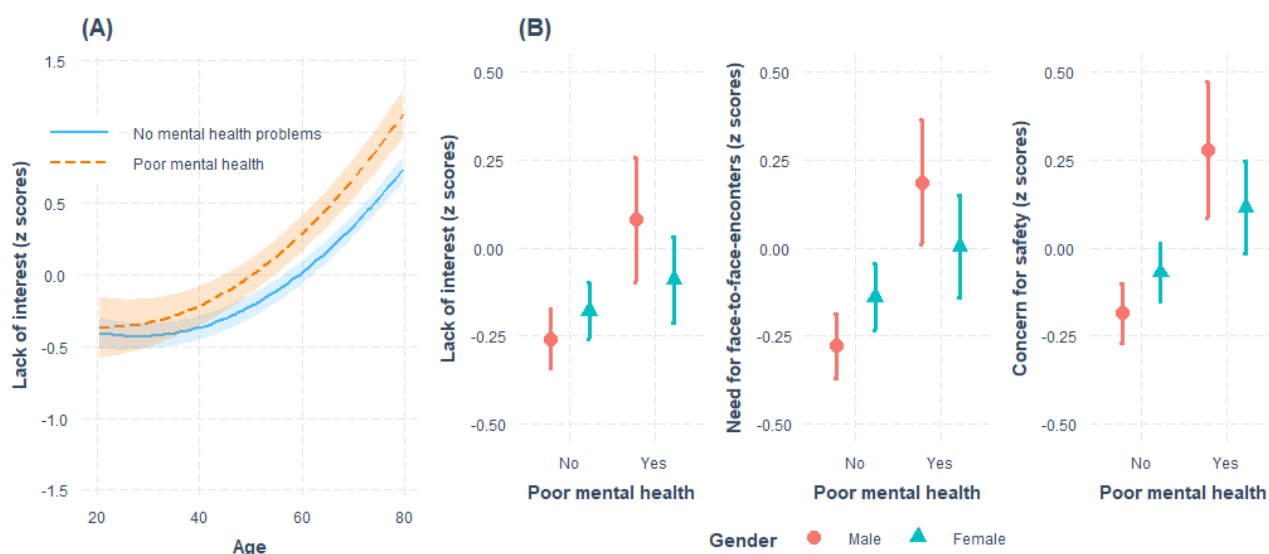 (A)
Lack of interest (z scores)
1.5
1.0
0.5
0.0
-0.5
-1.0
-1.5
No mental health problems
Poor mental health
20
40
60
80
Age
(B)
Lack of interest (z scores)
0.50
0.25
0.00
-0.25
-0.50
No
Yes
Poor mental health
Need for face-to-face-enconters (z scores)
0.50
0.25
0.00
-0.25
-0.50
No
Yes
Poor mental health
Concern for safety (z scores)
0.50
0.25
0.00
-0.25
-0.50
No
Yes
Poor mental health
Gender
Male
Female